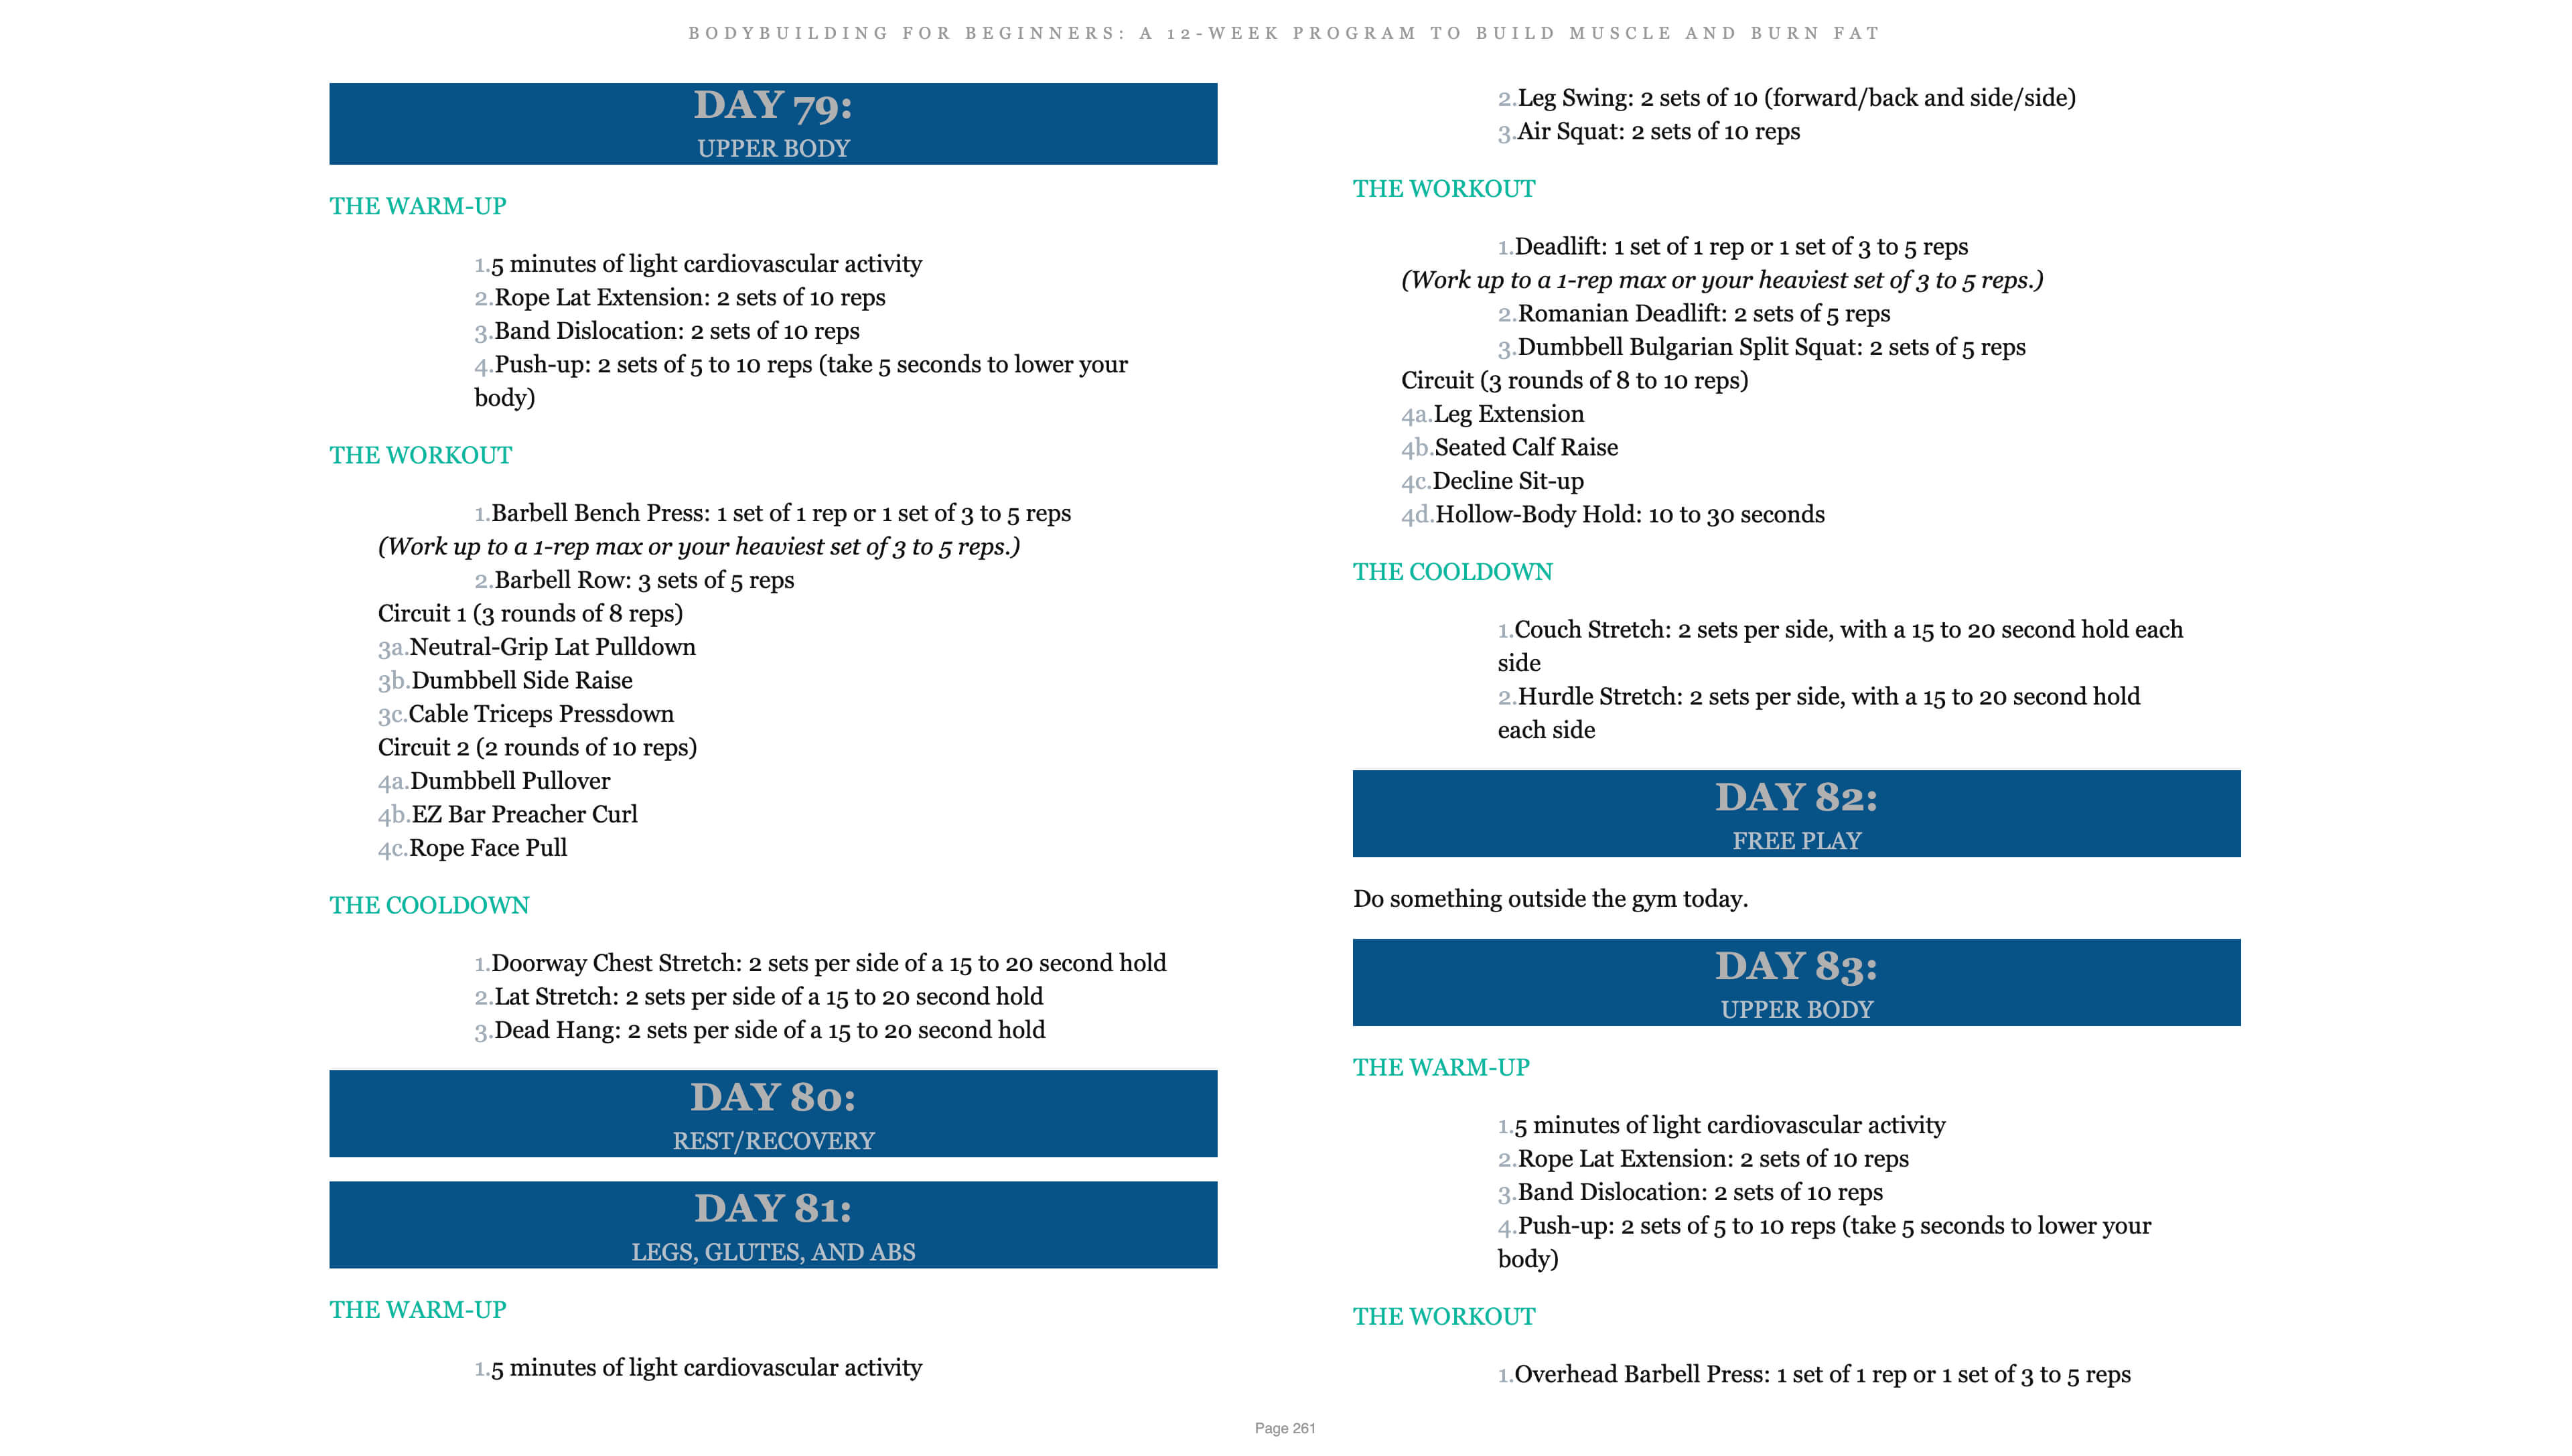 BODYBUILDING FOR BEGINNERS: A 12-WEEK PROGRAM TO BUILD MUSCLE AND BURN FAT
DAY 79:
UPPER BODY
THE WARM-UP
1.5 minutes of light cardiovascular activity
2.Rope Lat Extension: 2 sets of 10 reps
3.Band Dislocation: 2 sets of 10 reps
4.Push-up: 2 sets of 5 to 10 reps (take 5 seconds to lower your
body)
THE WORKOUT
1.Barbell Bench Press: 1 set of 1 rep or 1 set of 3 to 5 reps
(Work up to a 1-rep max or your heaviest set of 3 to 5 reps.)
2.Barbell Row: 3 sets of 5 reps
Circuit 1 (3 rounds of 8 reps)
3a.Neutral-Grip Lat Pulldown
3b.Dumbbell Side Raise
3c.Cable Triceps Pressdown
Circuit 2 (2 rounds of 10 reps)
4a.Dumbbell Pullover
4b.EZ Bar Preacher Curl
4c.Rope Face Pull
THE COOLDOWN
1.Doorway Chest Stretch: 2 sets per side of a 15 to 20 second hold
2.Lat Stretch: 2 sets per side of a 15 to 20 second hold
3.Dead Hang: 2 sets per side of a 15 to 20 second hold
DAY 80:
REST/RECOVERY
DAY 81:
LEGS, GLUTES, AND ABS
THE WARM-UP
1.5 minutes of light cardiovascular activity
2.Leg Swing: 2 sets of 10 (forward/back and side/side)
3.Air Squat: 2 sets of 10 reps
THE WORKOUT
1.Deadlift: 1 set of 1 rep or 1 set of 3 to 5 reps
(Work up to a 1-rep max or your heaviest set of 3 to 5 reps.)
2.Romanian Deadlift: 2 sets of 5 reps
3.Dumbbell Bulgarian Split Squat: 2 sets of 5 reps
Circuit (3 rounds of 8 to 10 reps)
4a.Leg Extension
4b.Seated Calf Raise
4c.Decline Sit-up
4d.Hollow-Body Hold: 10 to 30 seconds
THE COOLDOWN
1.Couch Stretch: 2 sets per side, with a 15 to 20 second hold each
side
2.Hurdle Stretch: 2 sets per side, with a 15 to 20 second hold
each side
DAY 82:
FREE PLAY
Do something outside the gym today.
DAY 83:
UPPER BODY
THE WARM-UP
1.5 minutes of light cardiovascular activity
2.Rope Lat Extension: 2 sets of 10 reps
3.Band Dislocation: 2 sets of 10 reps
4.Push-up: 2 sets of 5 to 10 reps (take 5 seconds to lower your
body)
THE WORKOUT
1.Overhead Barbell Press: 1 set of 1 rep or 1 set of 3 to 5 reps
Page 261